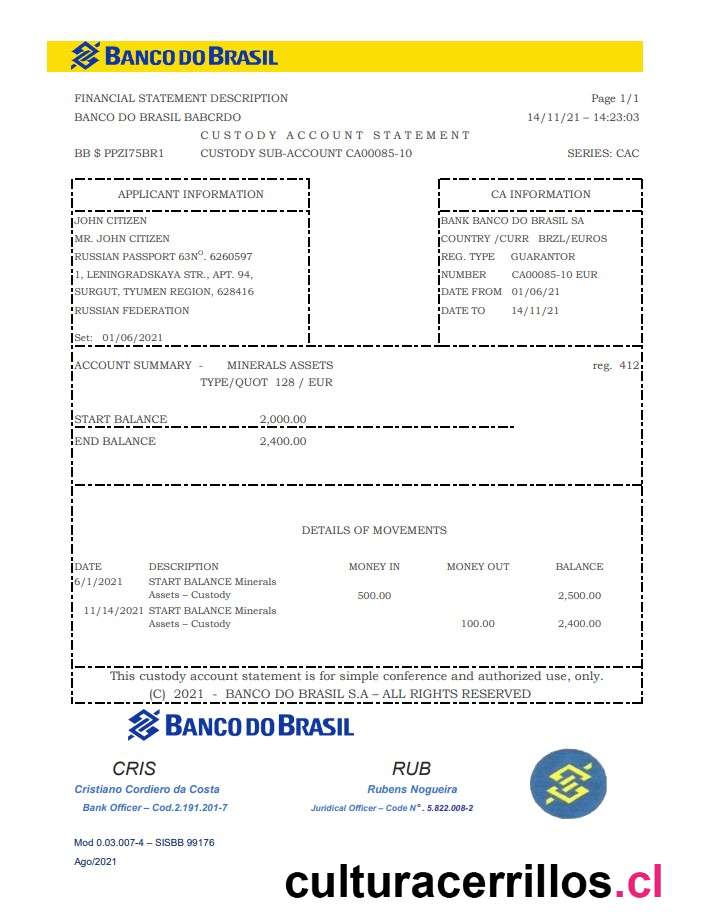 BANCO DO BRASIL
FINANCIAL STATEMENT DESCRIPTION Page 1/1
BANCO DO BRASIL BABCRDO 14/11/21 – 14:23:03
CUSTODY ACCOUNT STATEMENT
BB $ PPZI75BR1 CUSTODY SUB-ACCOUNT CA00085-10 SERIES: CAC
APPLICANT INFORMATION CA INFORMATION
JOHN CITIZEN BANK BANCO DO BRASIL SA
MR. JOHN CITIZEN COUNTRY /CURR BRZL/EUROS
RUSSIAN PASSPORT 63Nº. 6260597 REG. TYPE GUARANTOR
1, LENINGRADSKAYA STR., APT. 94, NUMBER CA00085-10 EUR
SURGUT, TYUMEN REGION, 628416 DATE FROM 01/06/21
RUSSIAN FEDERATION DATE TO 14/11/21
Set: 01/06/2021
ACCOUNT SUMMARY - MINERALS ASSETS reg. 412
TYPE/QUOT 128 / EUR
START BALANCE 2,000.00
END BALANCE 2,400.00
DETAILS OF MOVEMENTS
DATE DESCRIPTION MONEY IN MONEY OUT BALANCE
6/1/2021 START BALANCE Minerals
Assets – Custody 500.00 2,500.00
11/14/2021 START BALANCE Minerals
Assets – Custody 100.00 2,400.00
This custody account statement is for simple conference and authorized use, only.
(C) 2021 - BANCO DO BRASIL S.A – ALL RIGHTS RESERVED
BANCO DO BRASIL
CRIS RUB
Cristiano Cordiero da Costa Rubens Nogueira
Bank Officer – Cod.2.191.201-7 Juridical Officer – Code Nº. 5.822.008-2
Mod 0.03.007-4 – SISBB 99176
Ago/2021
culturacerrillos.cl